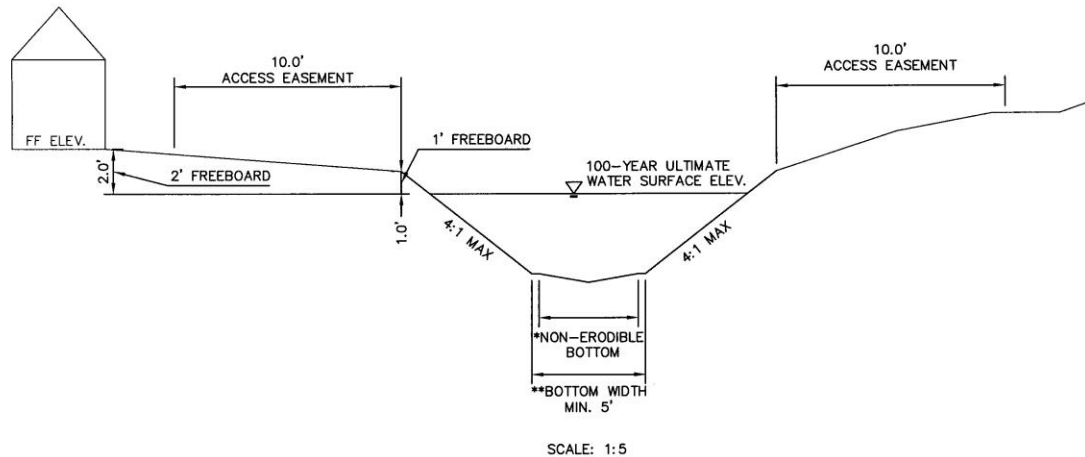 10.0'
ACCESS EASEMENT
10.0'
ACCESS EASEMENT
FF ELEV.
1' FREEBOARD
2.0'
2' FREEBOARD
100-YEAR ULTIMATE
WATER SURFACE ELEV.
1.0'
4:1 MAX
4:1 MAX
*NON-ERODIBLE
BOTTOM
**BOTTOM WIDTH
MIN. 5'
SCALE: 1:5